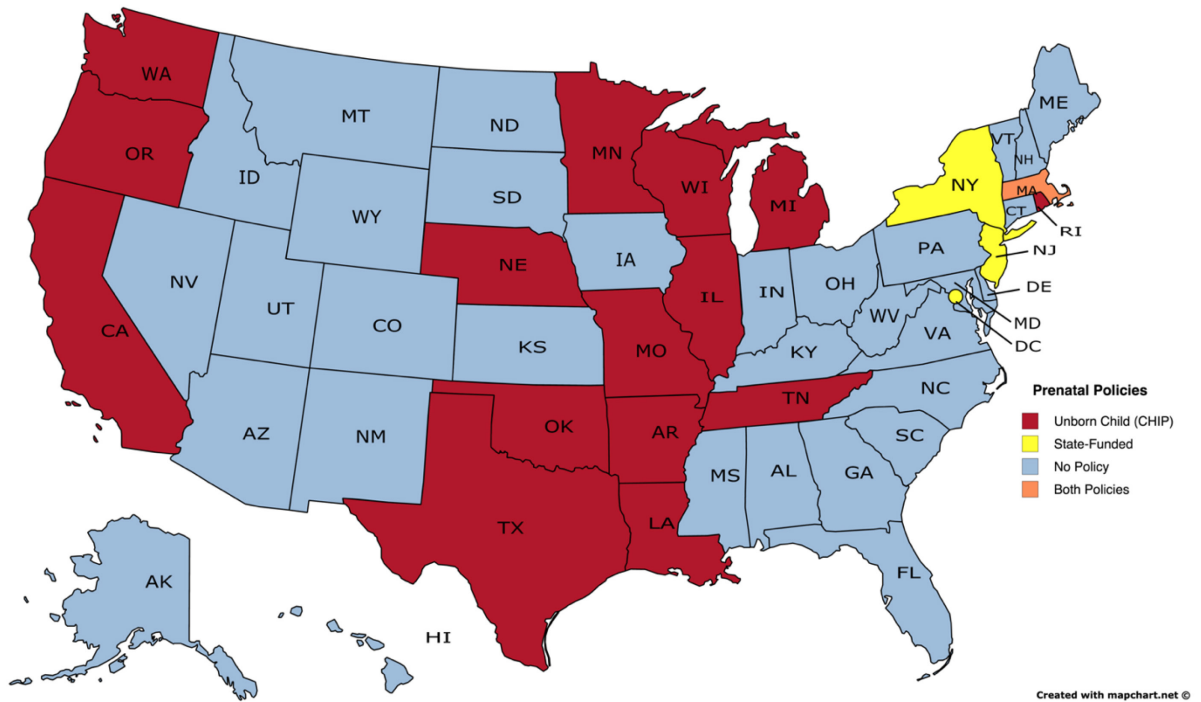 WA
MT
ND
ME
OR
MN
VT
NH
ID
SD
WI
NY
MA
WY
MI
CT
RI
NE
IA
PA
NJ
NV
UT
CO
IL
IN
OH
DE
CA
KS
MO
WV
VA
MD
KY
DC
NC
TN
AZ
NM
OK
AR
SC
MS
AL
GA
TX
LA
FL
AK
HI
Prenatal Policies
Unborn Child (CHIP)
State-Funded
No Policy
Both Policies
Created with mapchart.net ©